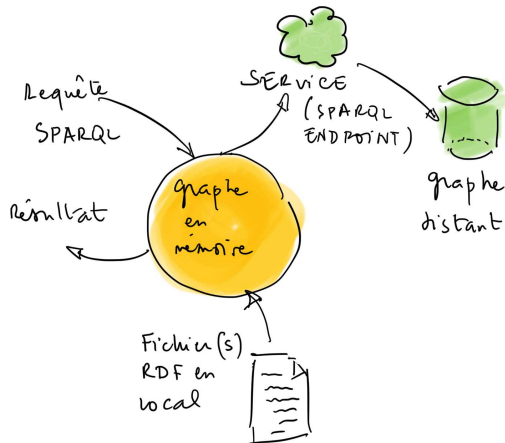 Requête
SPARQL
SERVICE
(SPARQL
ENDPOINT)
graphe
distant
graphe
en
mémoire
Résultat
Fichier(s)
RDF en
local